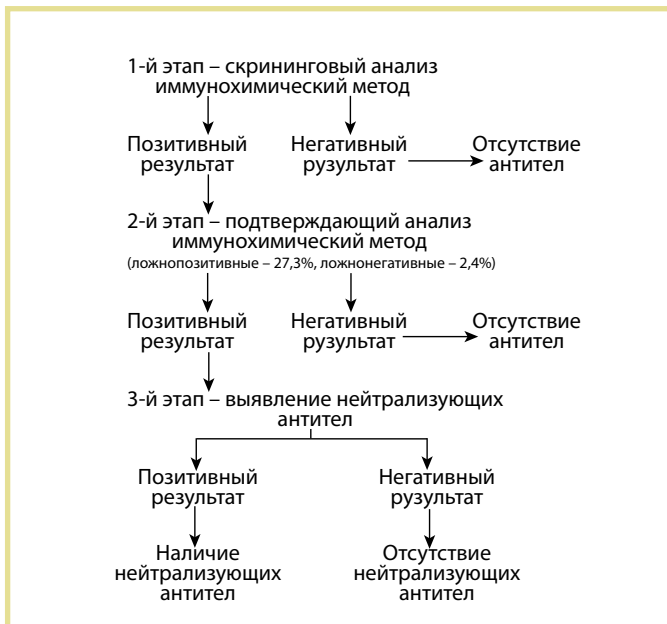 1-й этап – скрининговый анализ
иммунохимический метод
Позитивный
результат
Негативный
рузультат
Отсутствие
антител
2-й этап – подтверждающий анализ
иммунохимический метод
(ложнопозитивные – 27,3%, ложнонегативные – 2,4%)
Позитивный
результат
Негативный
рузультат
Отсутствие
антител
3-й этап – выявление нейтрализующих
антител
Позитивный
результат
Негативный
рузультат
Наличие
нейтрализующих
антител
Отсутствие
нейтрализующих
антител